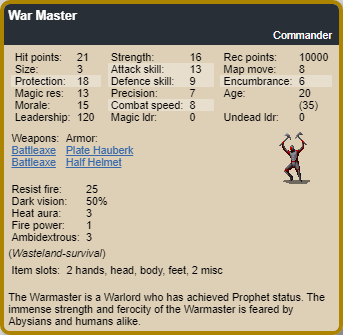 War Master
Commander
Hit points: 21 Strength: 16 Rec points: 10000
Size: 3 Attack skill: 13 Map move: 8
Protection: 18 Defence skill: 9 Encumbrance: 6
Magic res: 13 Precision: 7 Age: 20
Morale: 15 Combat speed: 8 (35)
Leadership: 120 Magic ldr: 0 Undead ldr: 0
Weapons: Armor:
Battleaxe Plate Hauberk
Battleaxe Half Helmet
Resist fire: 25
Dark vision: 50%
Heat aura: 3
Fire power: 1
Ambidextrous: 3
(Wasteland-survival)
Item slots: 2 hands, head, body, feet, 2 misc
The Warmaster is a Warlord who has achieved Prophet status. The
immense strength and ferocity of the Warmaster is feared by
Abysians and humans alike.